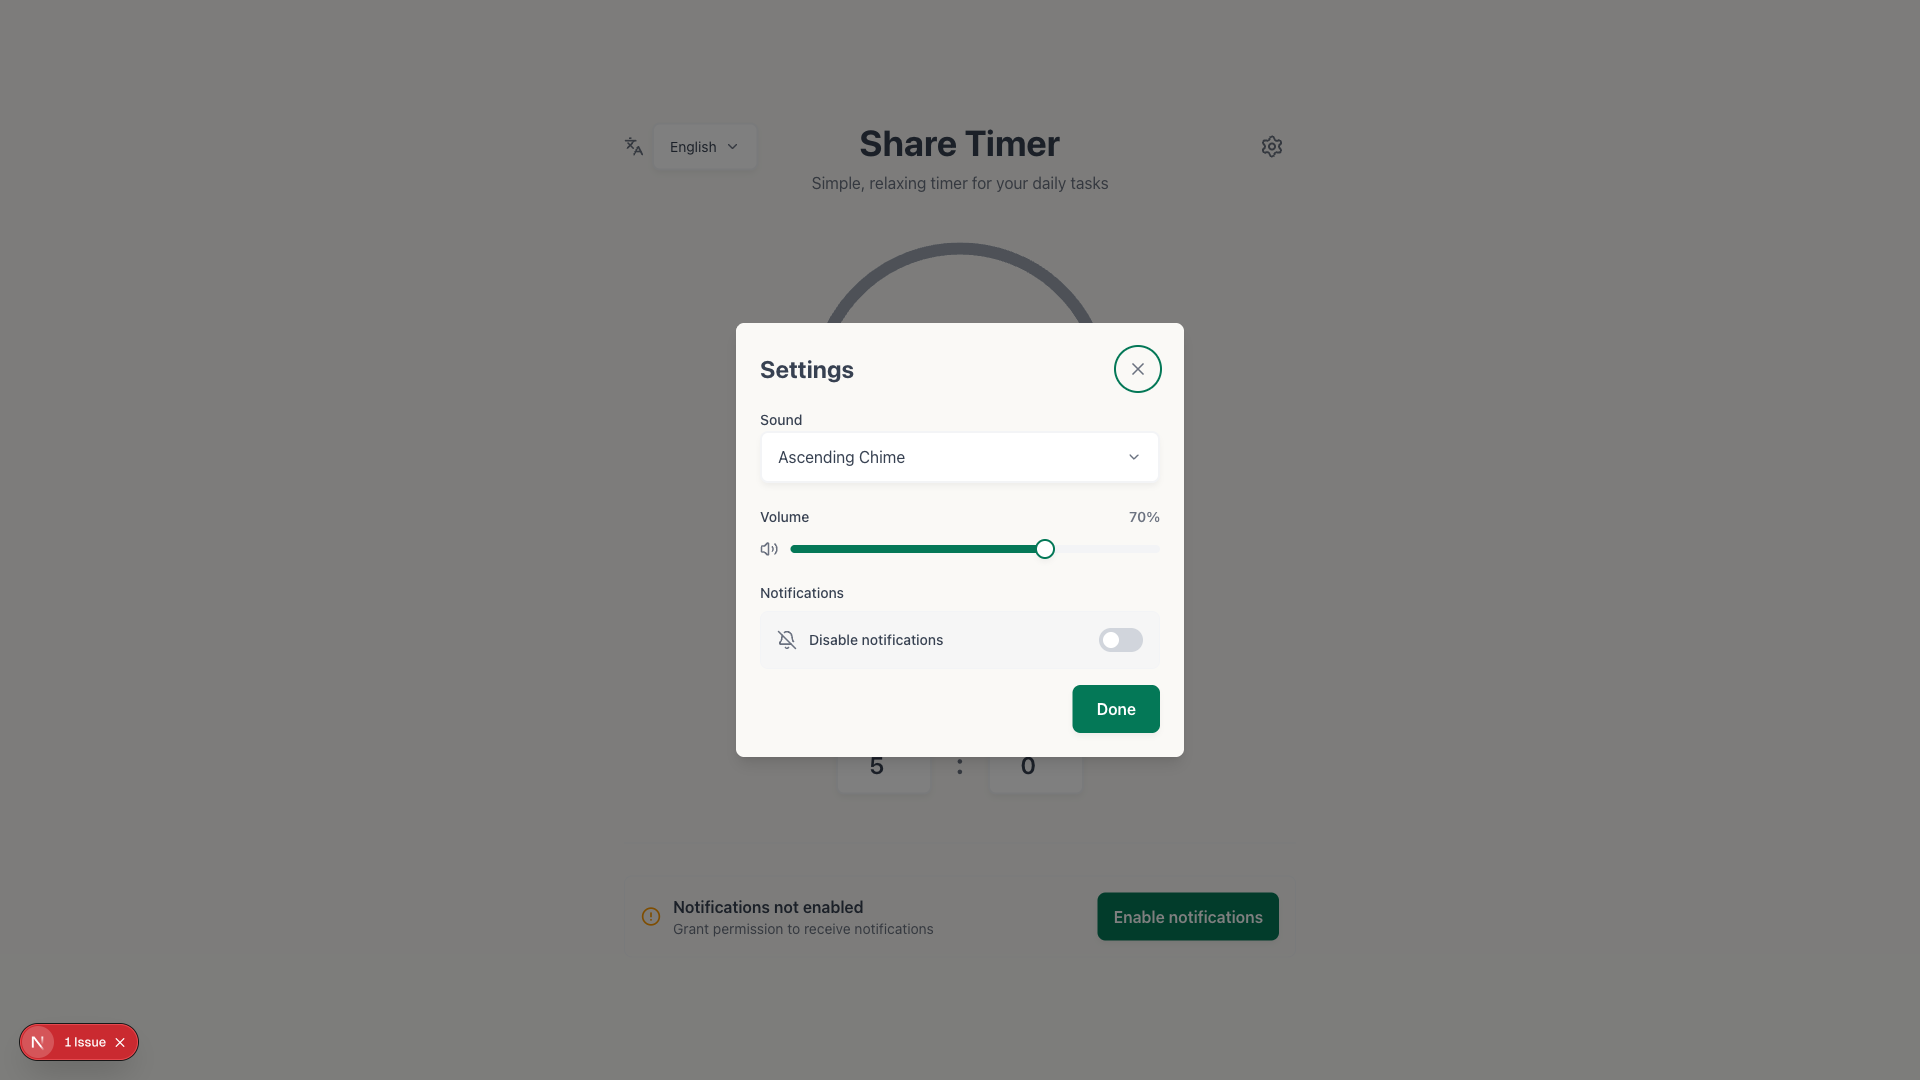 English
Share Timer
Simple, relaxing timer for your daily tasks
Settings
Sound
Ascending Chime
Volume
70%
Notifications
Disable notifications
Done
5 : 0
Notifications not enabled
Grant permission to receive notifications
Enable notifications
N
1 Issue